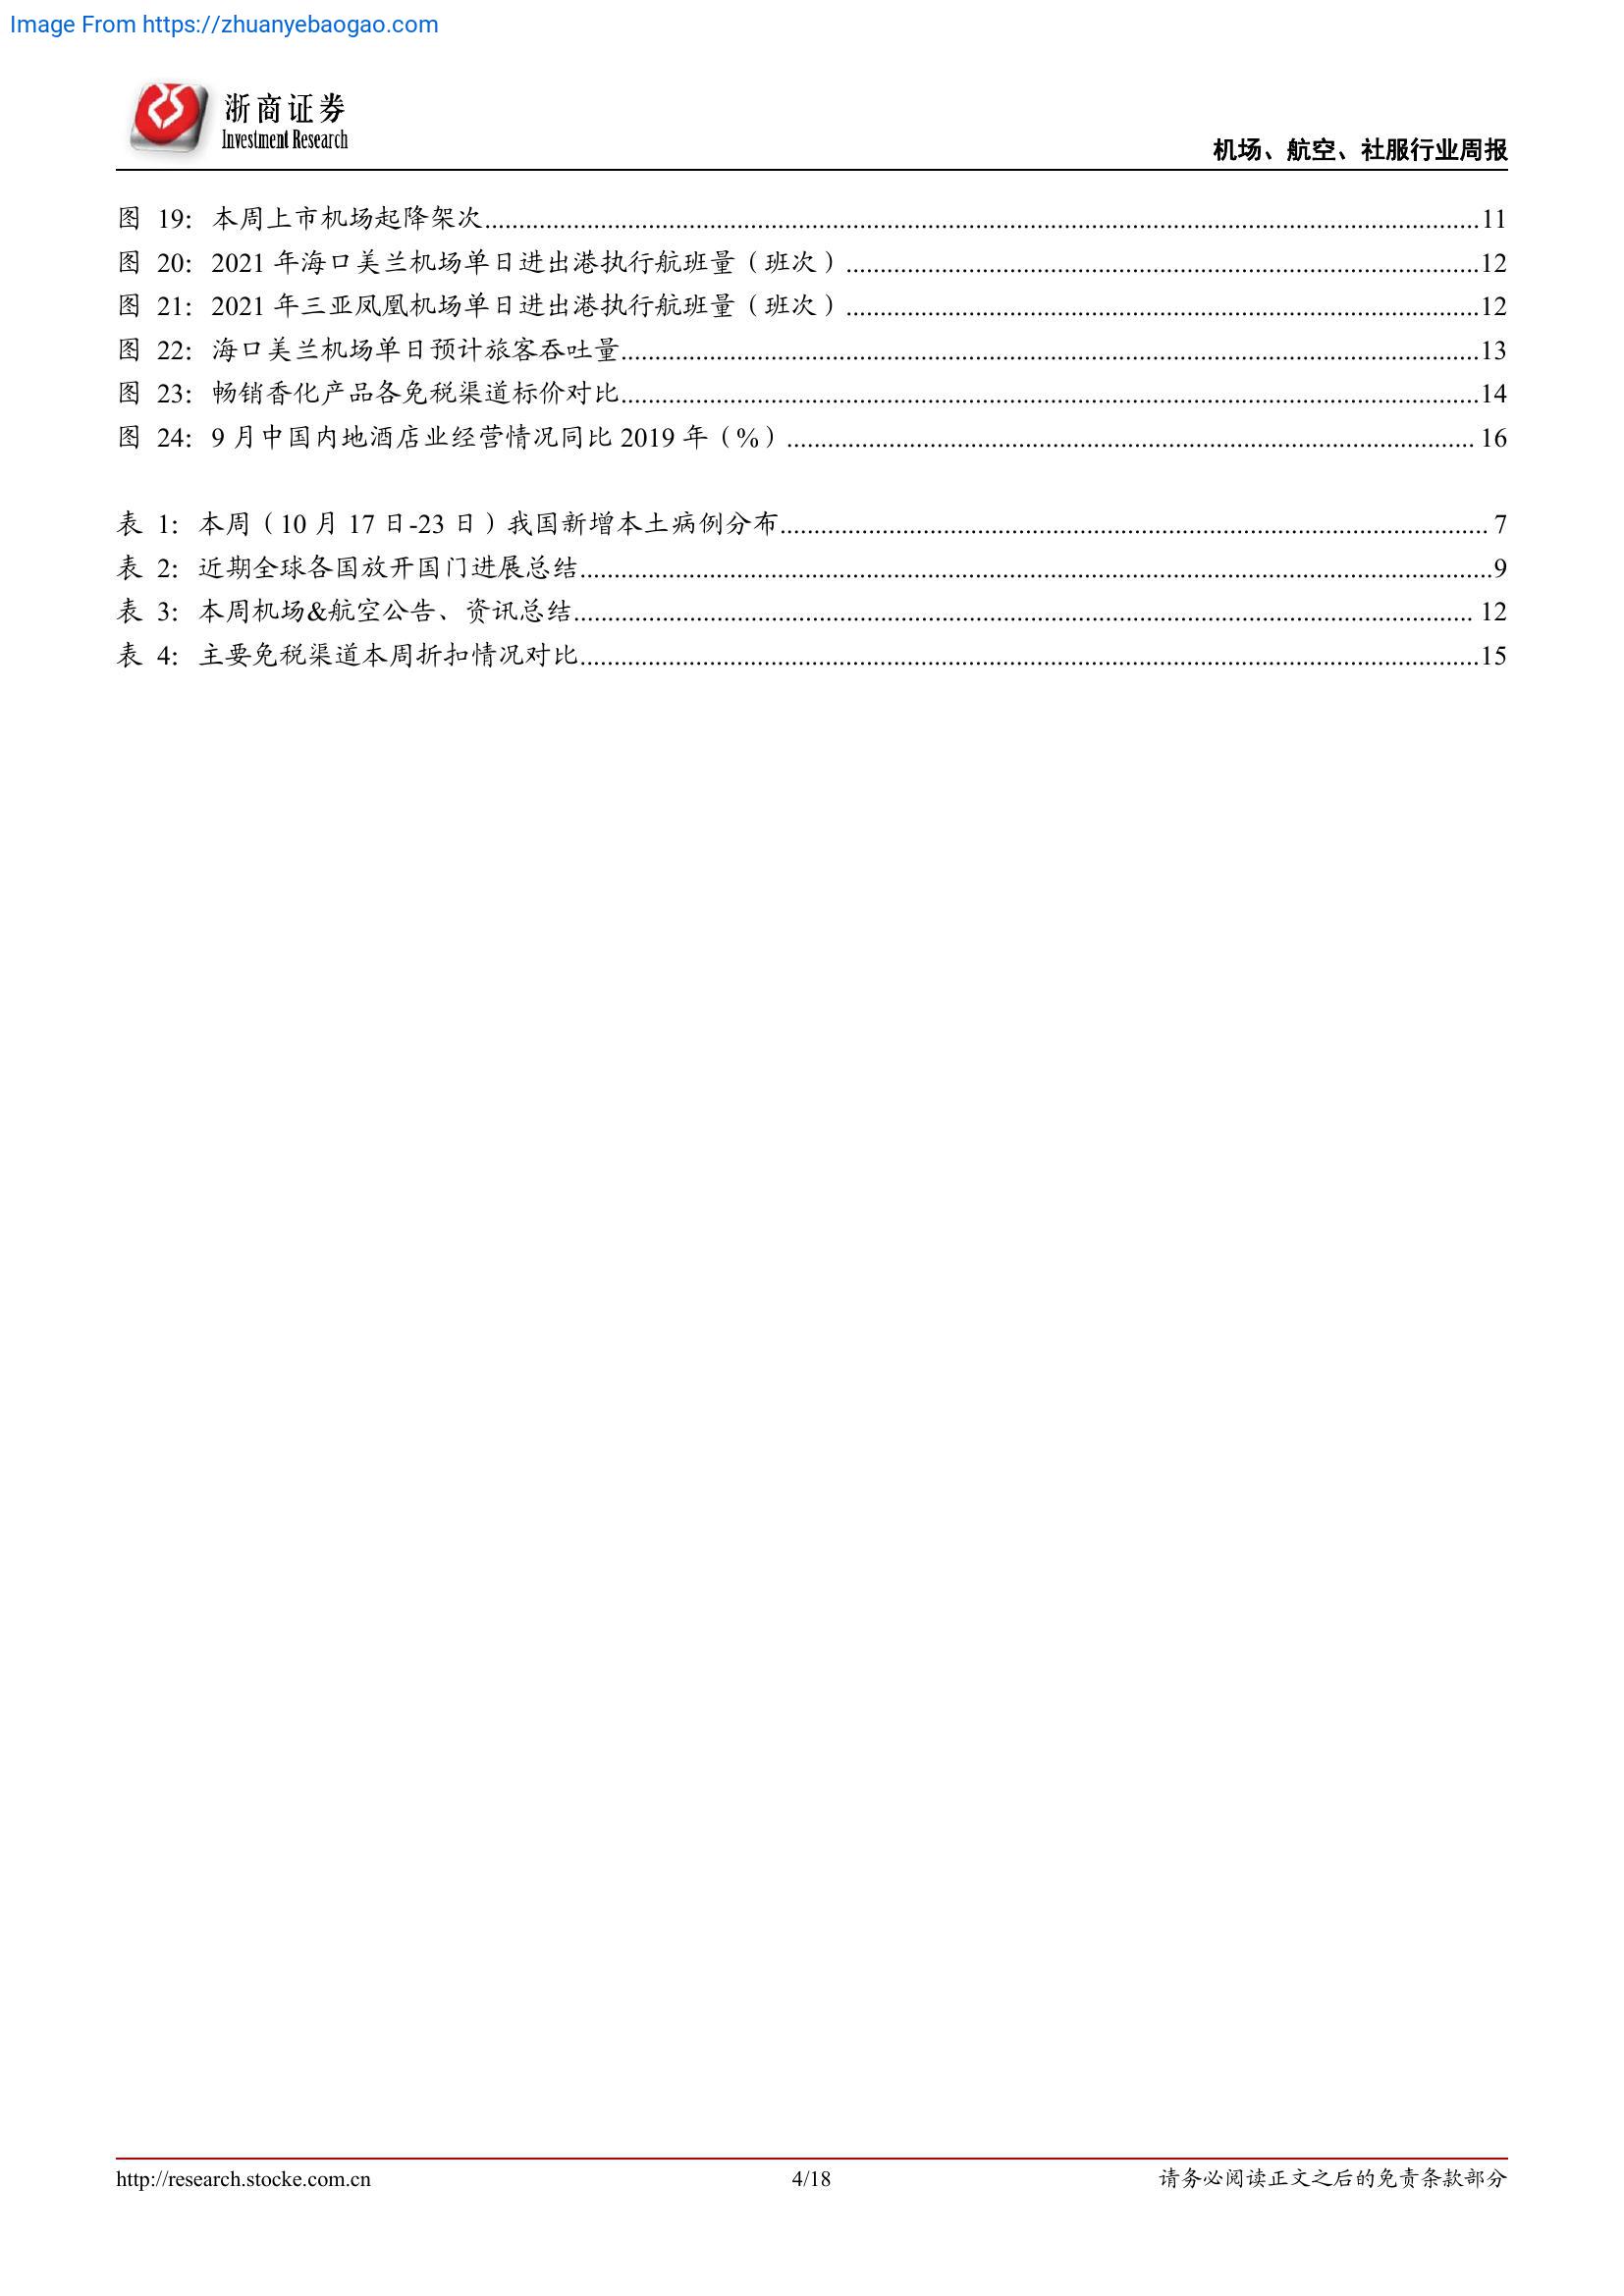 Image From https://zhuanyebaogao.com
浙商证券
Investment Research
机场、航空、社服行业周报
图 19: 本周上市机场起降架次.....11
图 20: 2021 年海口美兰机场单日进出港执行航班量（班次）.....12
图 21: 2021 年三亚凤凰机场单日进出港执行航班量（班次）.....12
图 22: 海口美兰机场单日预计旅客吞吐量.....13
图 23: 畅销香化产品各免税渠道标价对比.....14
图 24: 9 月中国内地酒店业经营情况同比 2019 年（%）..... 16
表 1: 本周（10 月 17 日-23 日）我国新增本土病例分布..... 7
表 2: 近期全球各国放开国门进展总结.....9
表 3: 本周机场&航空公告、资讯总结..... 12
表 4: 主要免税渠道本周折扣情况对比.....15
http://research.stocke.com.cn
4/18
请务必阅读正文之后的免责条款部分